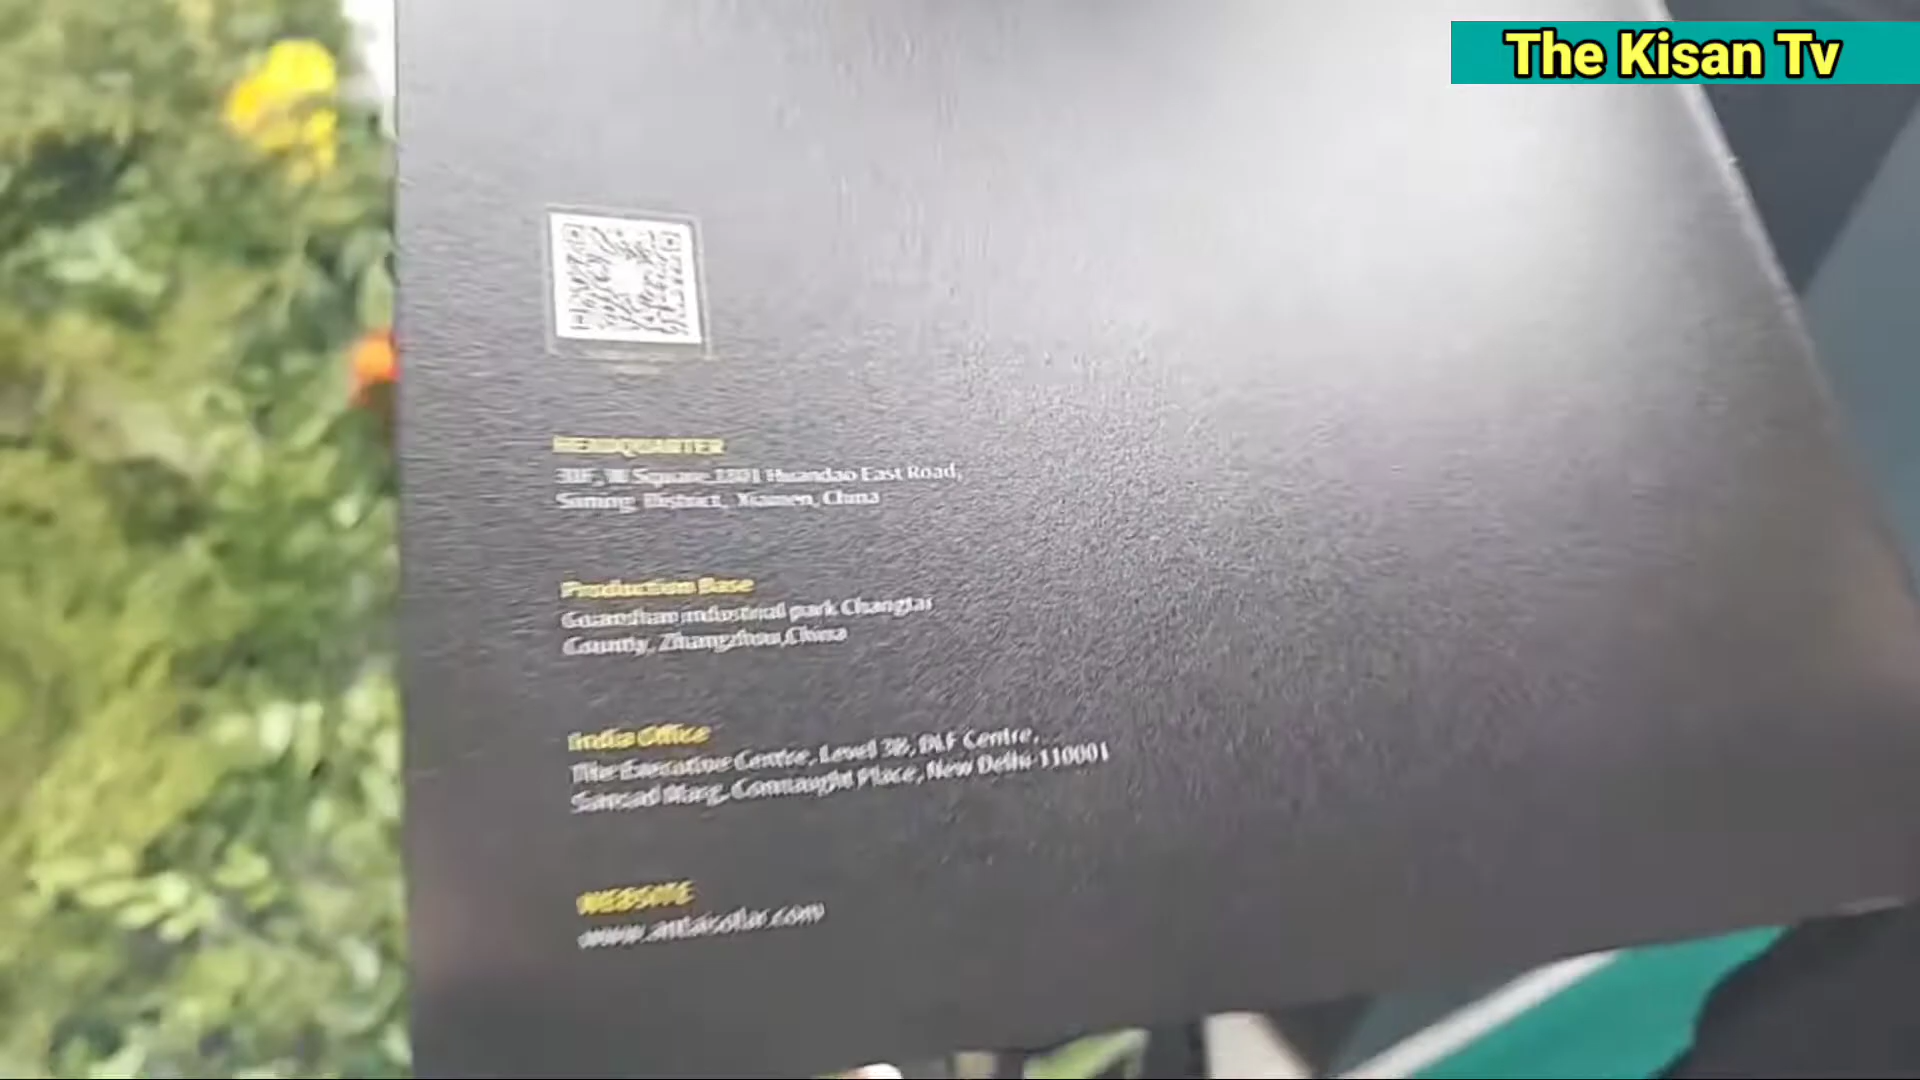 The Kisan Tv
HEADQUARTER
Square 1801 Huandao East Road,
Siming District, Xiamen, China
Production Base
Guanshan industrial park Changtai
County, Zhangzhou,China
India Office
The Executive Centre, Level 3B, DLF Centre,
Sansad Marg, Connaught Place, New Delhi-110001
WEBSITE
www.antaisolar.com